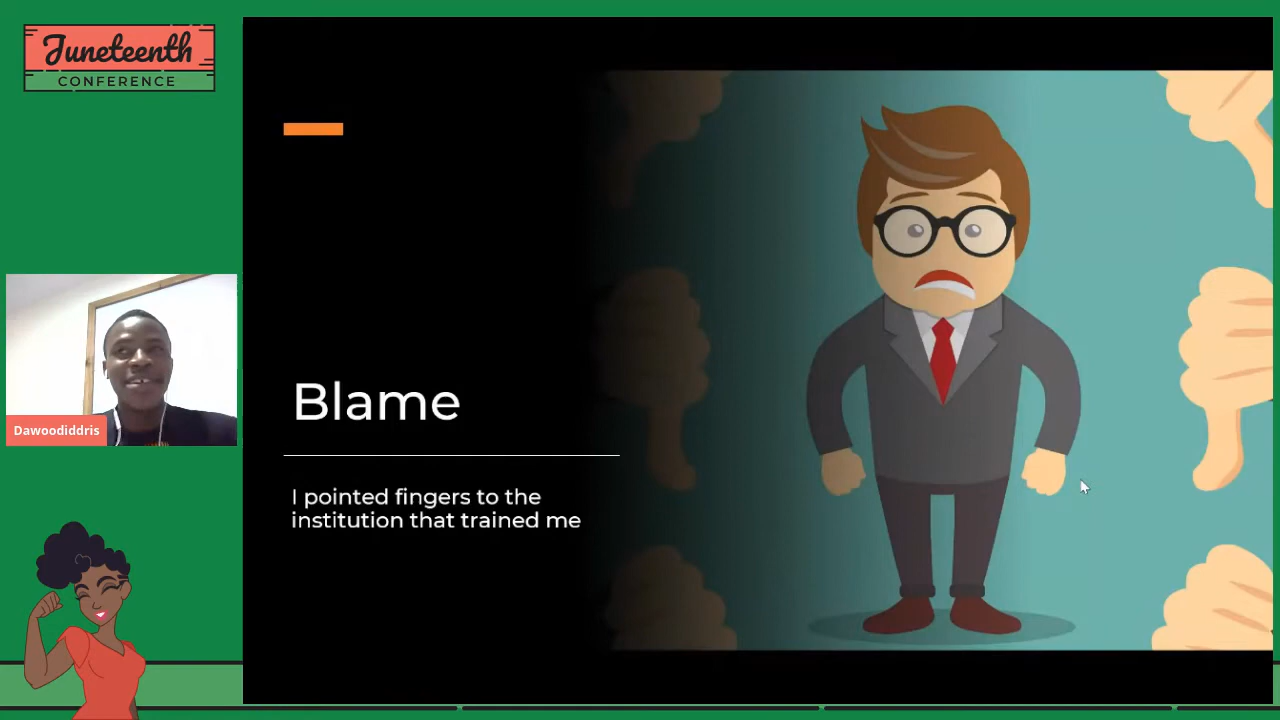 Juneteenth
CONFERENCE
Dawoodiddris
Blame
I pointed fingers to the
institution that trained me